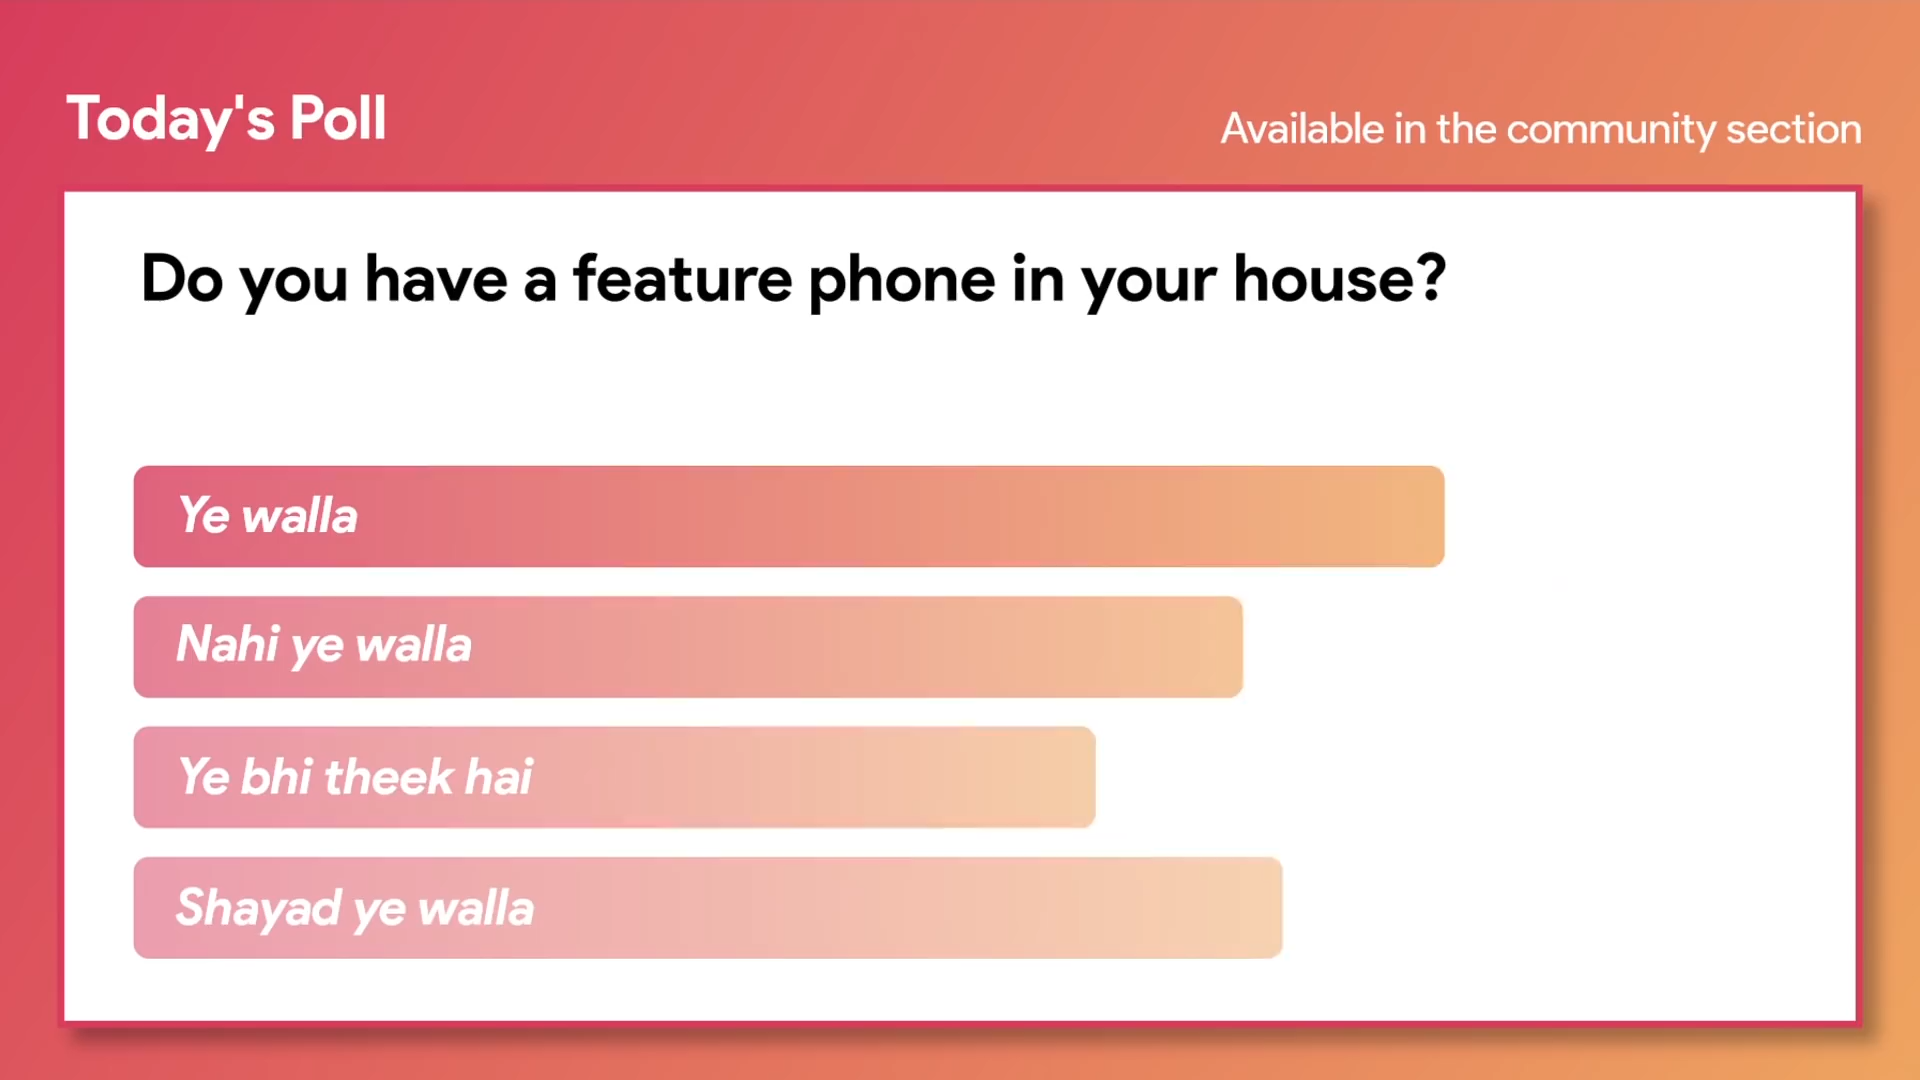 Today's Poll
Available in the community section
Do you have a feature phone in your house?
Ye walla
Nahi ye walla
Ye bhi theek hai
Shayad ye walla